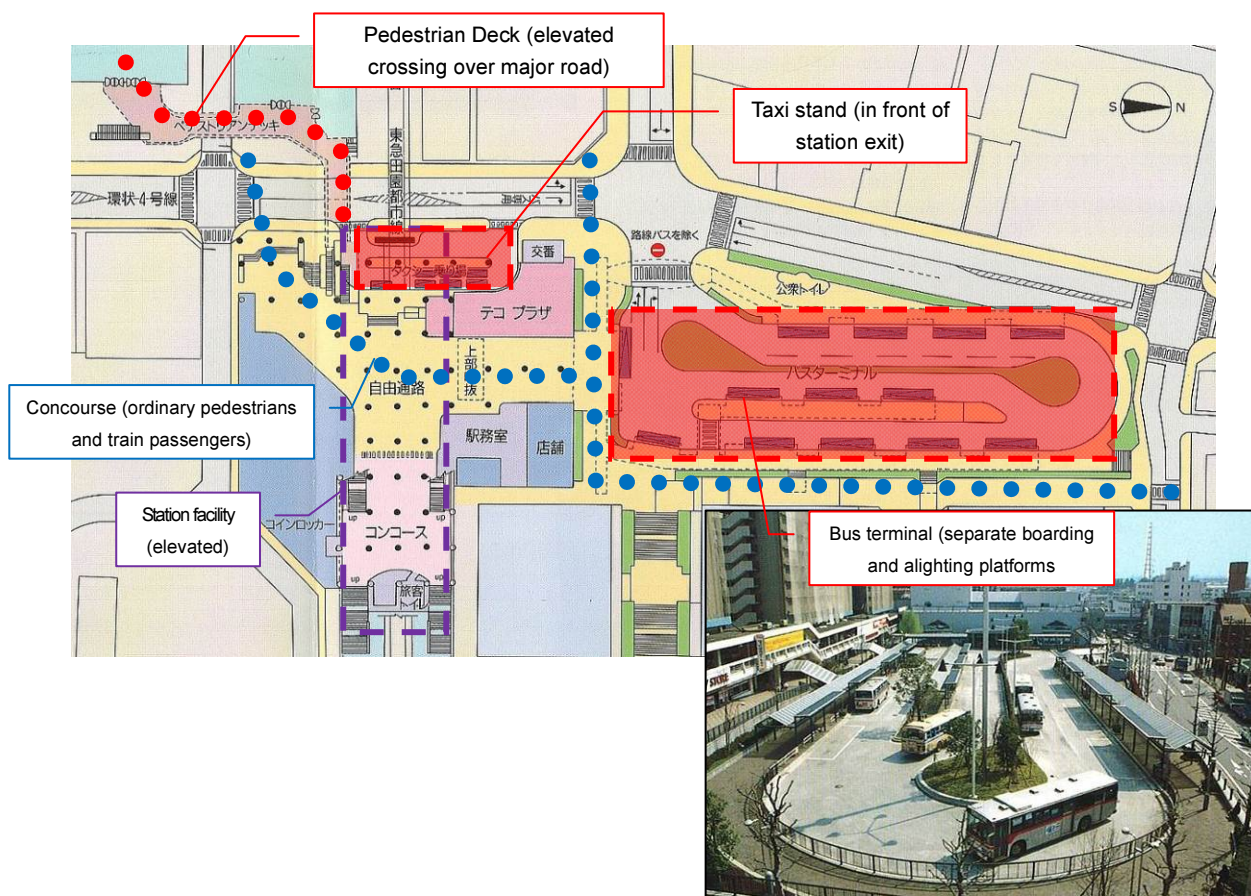 Pedestrian Deck (elevated
crossing over major road)
Taxi stand (in front of
station exit)
S
N
ペデストリアンデッキ
東急田園都市線
環状4号線
路線バスを除く
交番
タクシー乗り場
公衆トイレ
テコ プラザ
上部吹抜
バスターミナル
自由通路
Concourse (ordinary pedestrians
and train passengers)
駅務室
店舗
Station facility
(elevated)
コインロッカー
up
up
コンコース
up
up
旅客
トイレ
Bus terminal (separate boarding
and alighting platforms
STORE